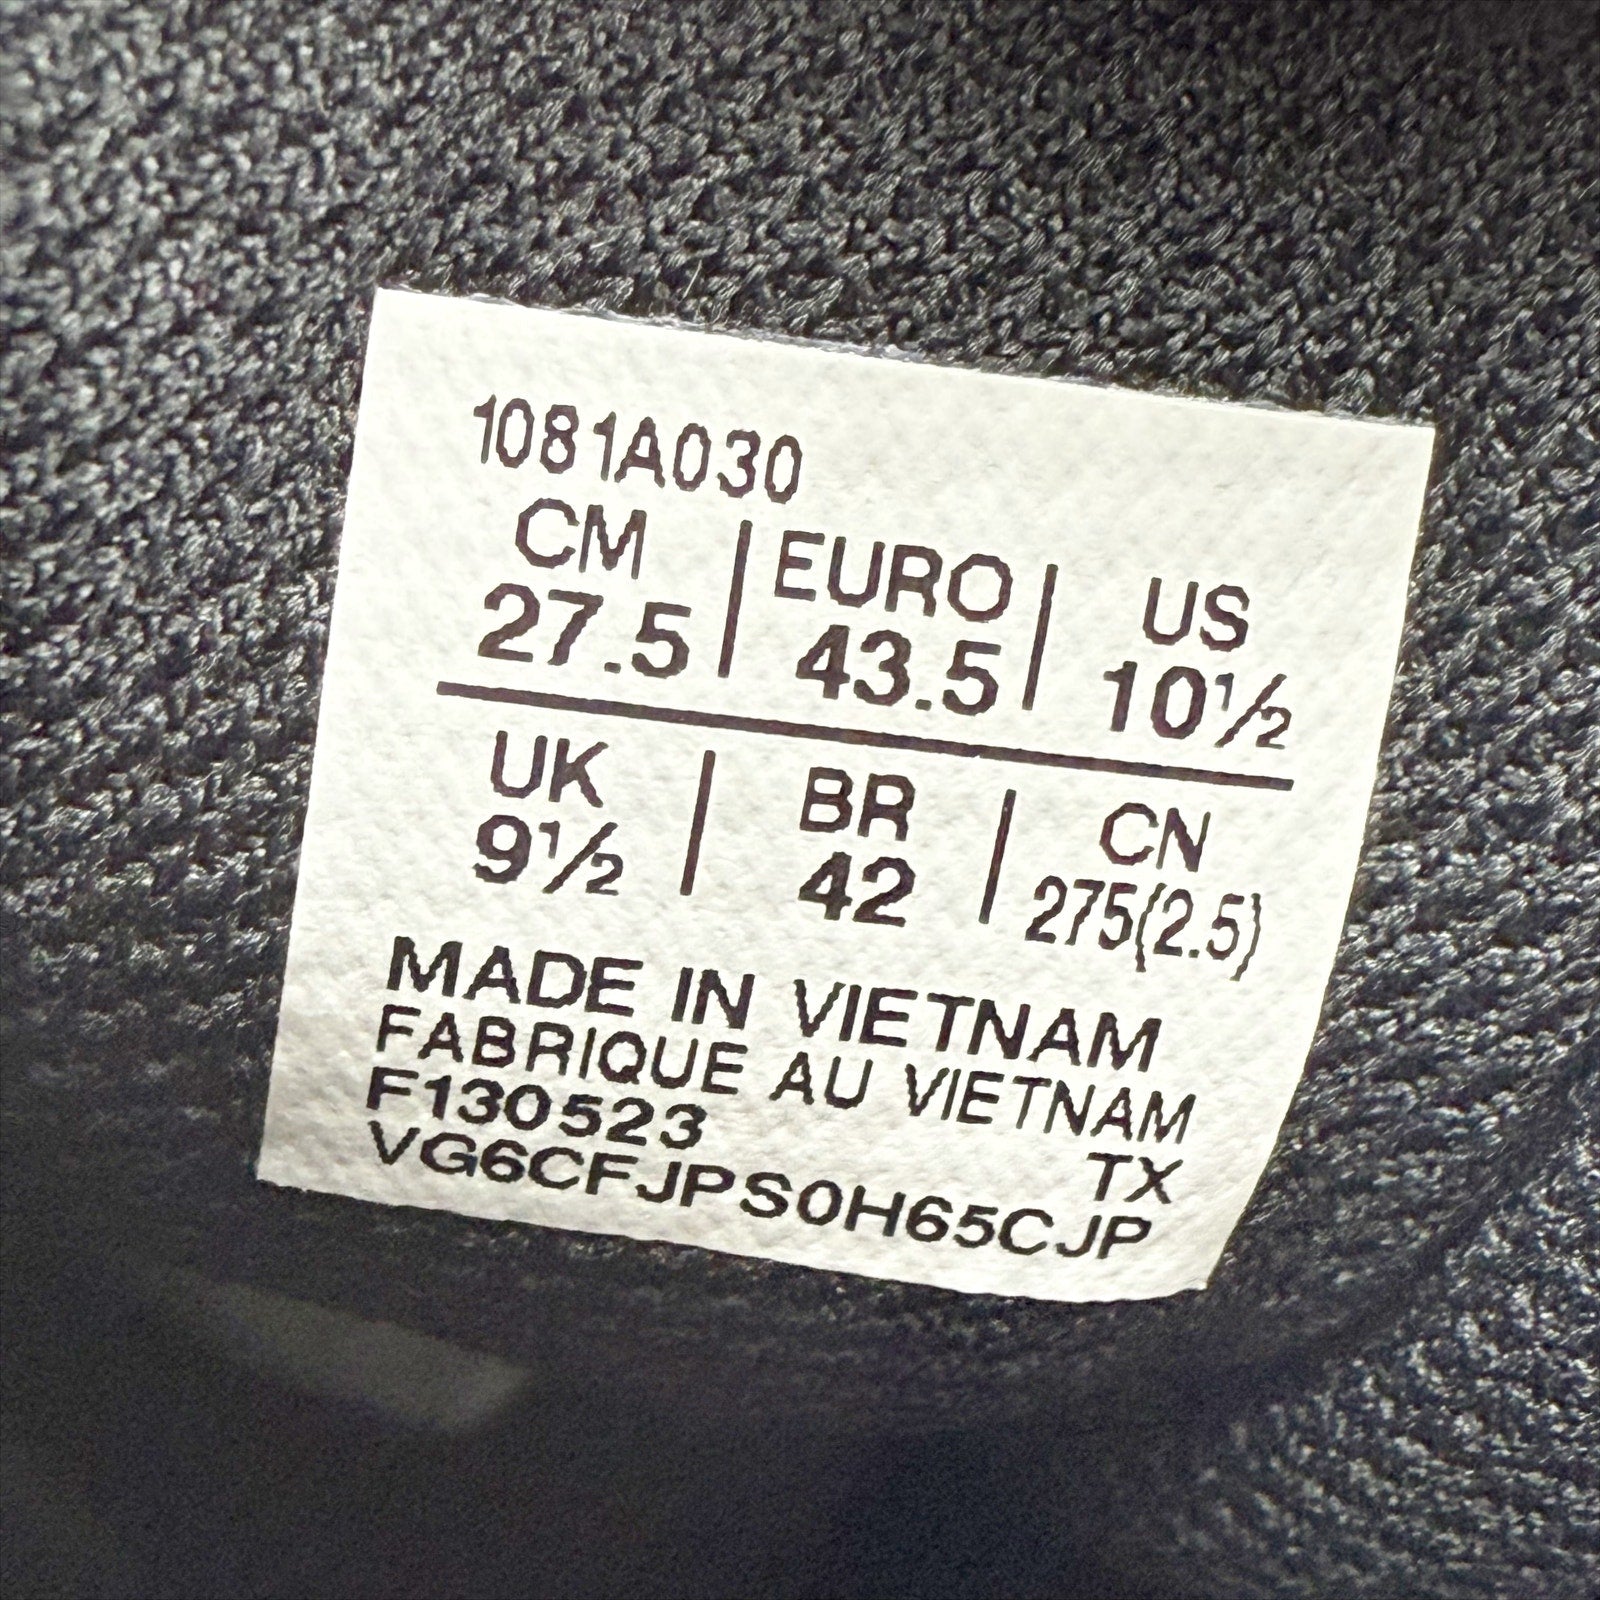 1081A030
CM | EURO | US
27.5 | 43.5 | 10½
UK | BR | CN
9½ | 42 | 275(2.5)
MADE IN VIETNAM
FABRIQUE AU VIETNAM
F130523 TX
VG6CFJPS0H65CJP